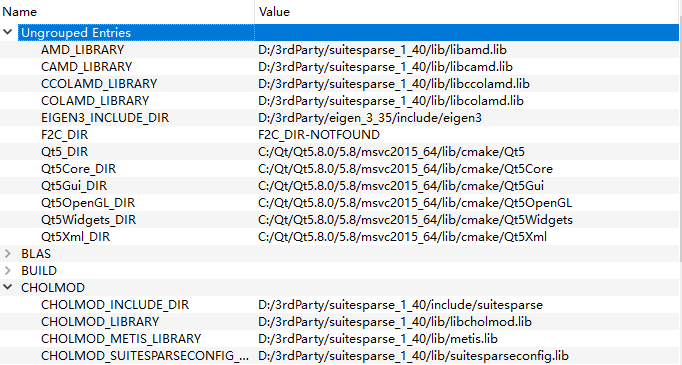 Name Value
Ungrouped Entries
AMD_LIBRARY D:/3rdParty/suitesparse_1_40/lib/libamd.lib
CAMD_LIBRARY D:/3rdParty/suitesparse_1_40/lib/libcamd.lib
CCOLAMD_LIBRARY D:/3rdParty/suitesparse_1_40/lib/libccolamd.lib
COLAMD_LIBRARY D:/3rdParty/suitesparse_1_40/lib/libcolamd.lib
EIGEN3_INCLUDE_DIR D:/3rdParty/eigen_3_35/include/eigen3
F2C_DIR F2C_DIR-NOTFOUND
Qt5_DIR C:/Qt/Qt5.8.0/5.8/msvc2015_64/lib/cmake/Qt5
Qt5Core_DIR C:/Qt/Qt5.8.0/5.8/msvc2015_64/lib/cmake/Qt5Core
Qt5Gui_DIR C:/Qt/Qt5.8.0/5.8/msvc2015_64/lib/cmake/Qt5Gui
Qt5OpenGL_DIR C:/Qt/Qt5.8.0/5.8/msvc2015_64/lib/cmake/Qt5OpenGL
Qt5Widgets_DIR C:/Qt/Qt5.8.0/5.8/msvc2015_64/lib/cmake/Qt5Widgets
Qt5Xml_DIR C:/Qt/Qt5.8.0/5.8/msvc2015_64/lib/cmake/Qt5Xml
BLAS
BUILD
CHOLMOD
CHOLMOD_INCLUDE_DIR D:/3rdParty/suitesparse_1_40/include/suitesparse
CHOLMOD_LIBRARY D:/3rdParty/suitesparse_1_40/lib/libcholmod.lib
CHOLMOD_METIS_LIBRARY D:/3rdParty/suitesparse_1_40/lib/metis.lib
CHOLMOD_SUITESPARSECONFIG_... D:/3rdParty/suitesparse_1_40/lib/suitesparseconfig.lib